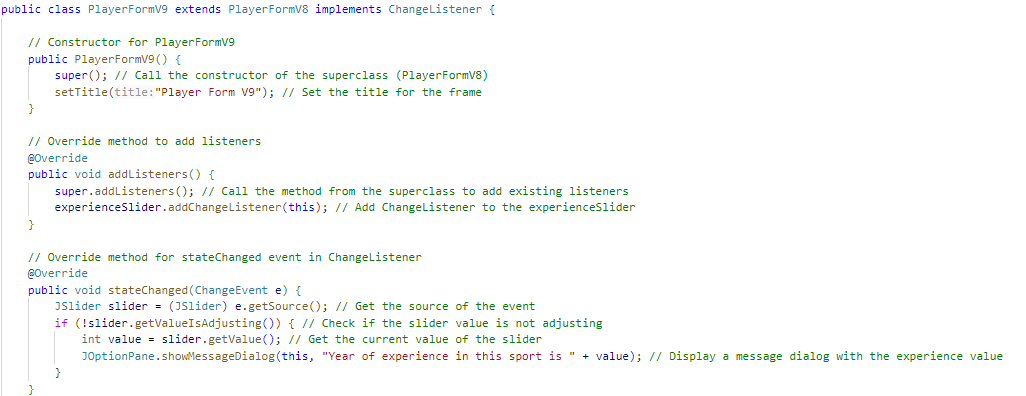 public class PlayerFormV9 extends PlayerFormV8 implements ChangeListener {
// Constructor for PlayerFormV9
public PlayerFormV9() {
super(); // Call the constructor of the superclass (PlayerFormV8)
setTitle(title:"Player Form V9"); // Set the title for the frame
}
// Override method to add listeners
@Override
public void addListeners() {
super.addListeners(); // Call the method from the superclass to add existing listeners
experienceSlider.addChangeListener(this); // Add ChangeListener to the experienceSlider
}
// Override method for stateChanged event in ChangeListener
@Override
public void stateChanged(ChangeEvent e) {
JSlider slider = (JSlider) e.getSource(); // Get the source of the event
if (!slider.getValueIsAdjusting()) { // Check if the slider value is not adjusting
int value = slider.getValue(); // Get the current value of the slider
JOptionPane.showMessageDialog(this, "Year of experience in this sport is " + value); // Display a message dialog with the experience value
}
}